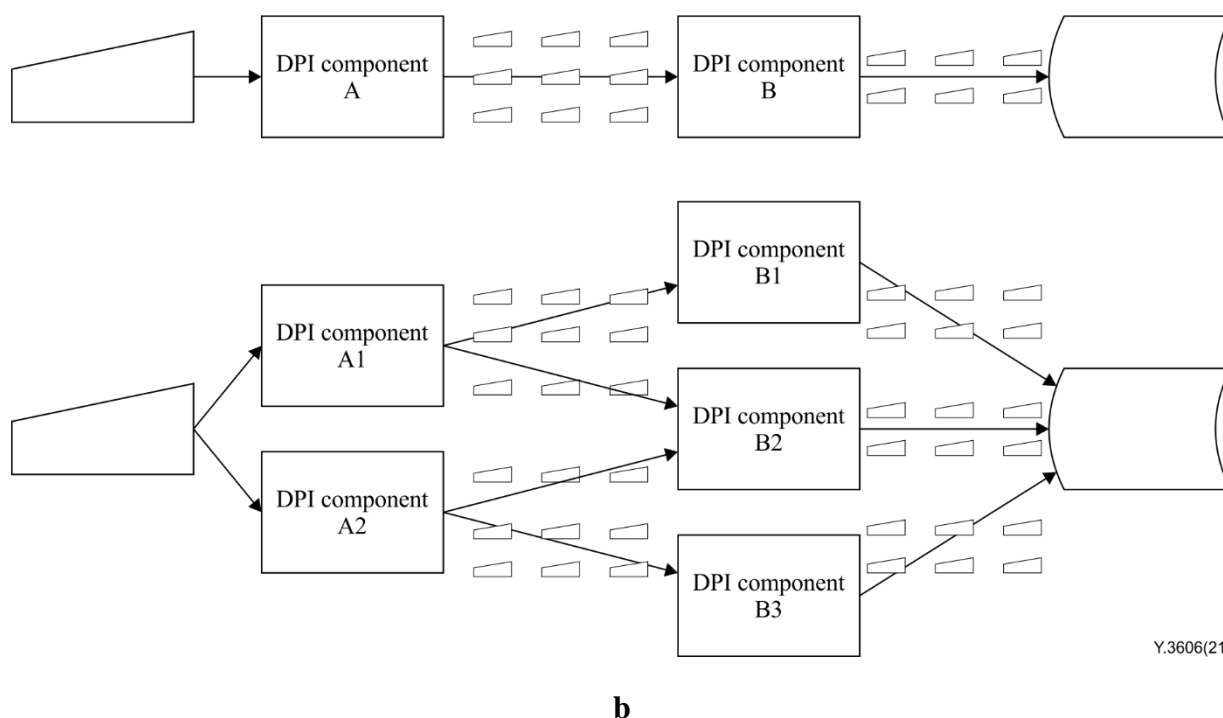 DPI component
A
DPI component
B
DPI component
B1
DPI component
A1
DPI component
B2
DPI component
A2
DPI component
B3
Y.3606(21
b